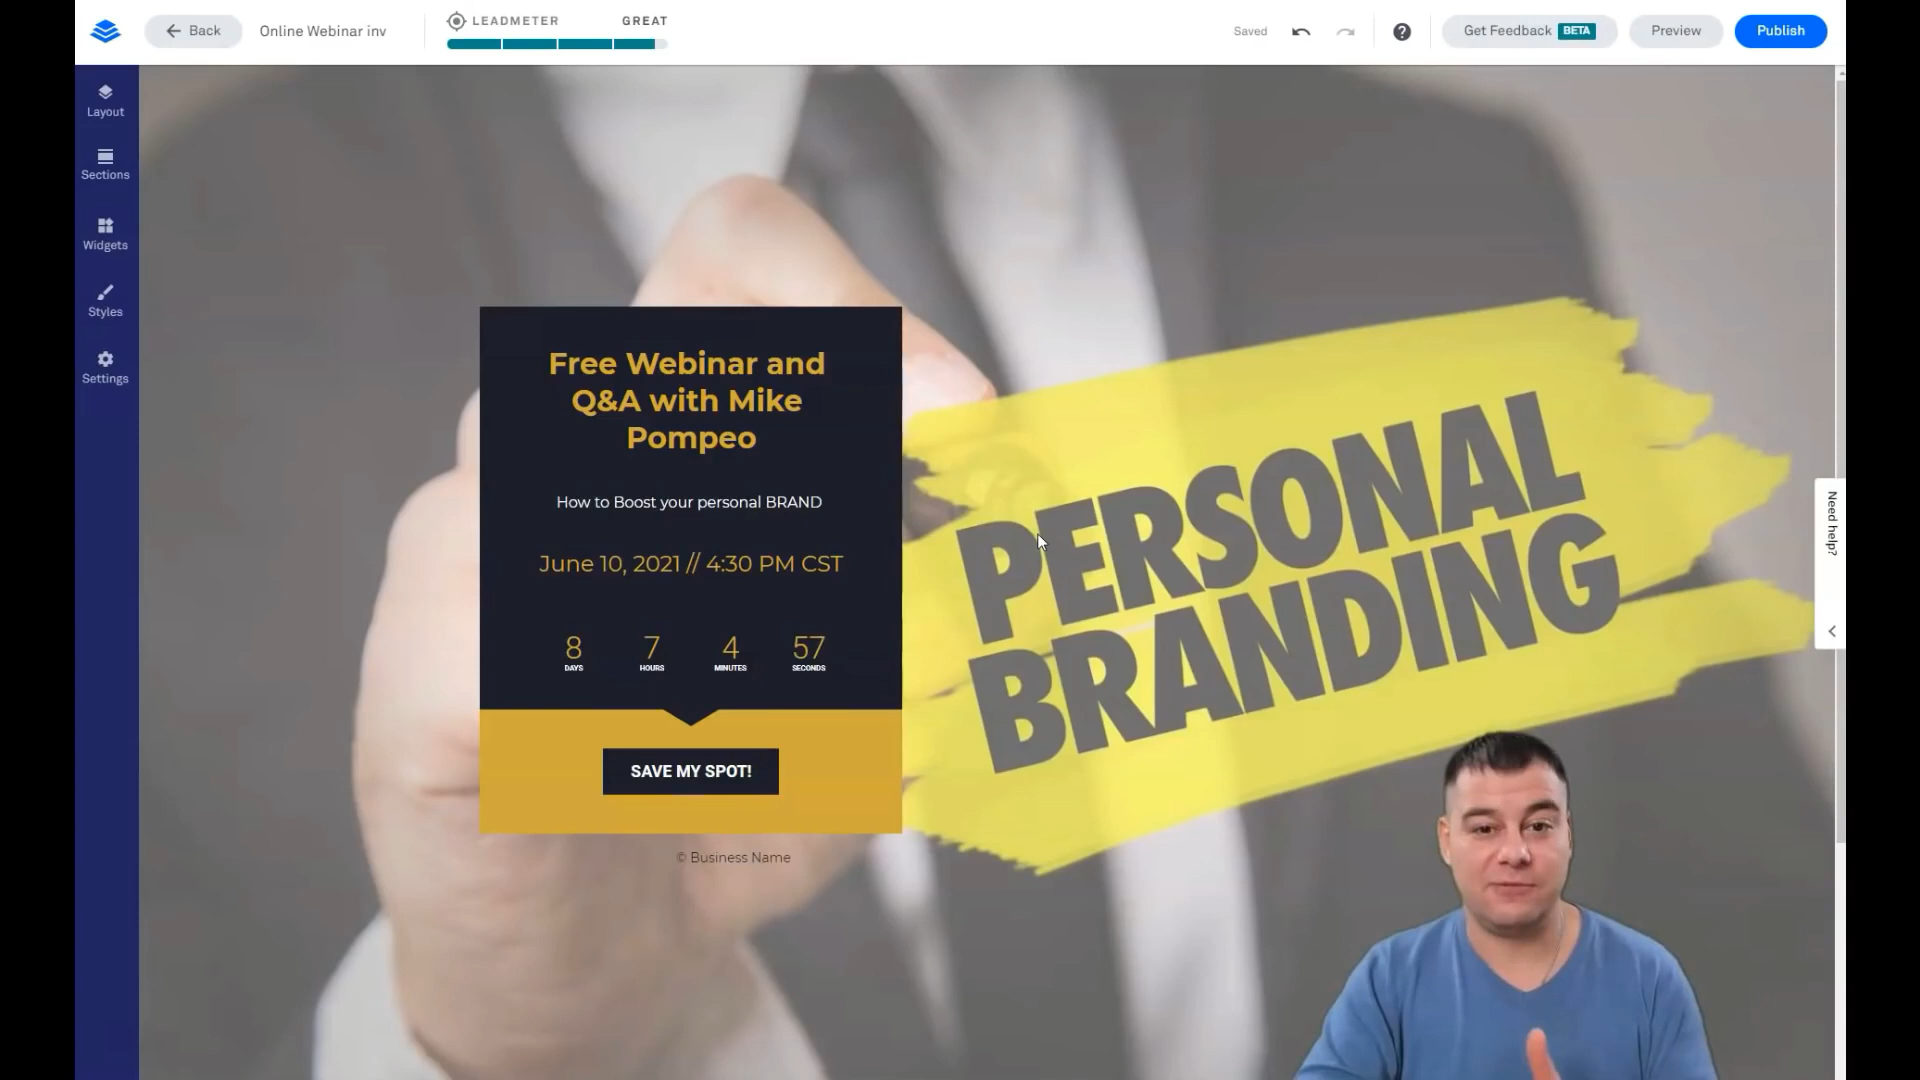 Back
Online Webinar inv
LEADMETER
GREAT
Saved
Get Feedback BETA
Preview
Publish
Layout
Sections
Widgets
Styles
Settings
Free Webinar and
Q&A with Mike
Pompeo
How to Boost your personal BRAND
June 10, 2021 // 4:30 PM CST
8 7 4 57
DAYS HOURS MINUTES SECONDS
SAVE MY SPOT!
© Business Name
PERSONAL
BRANDING
Need help?